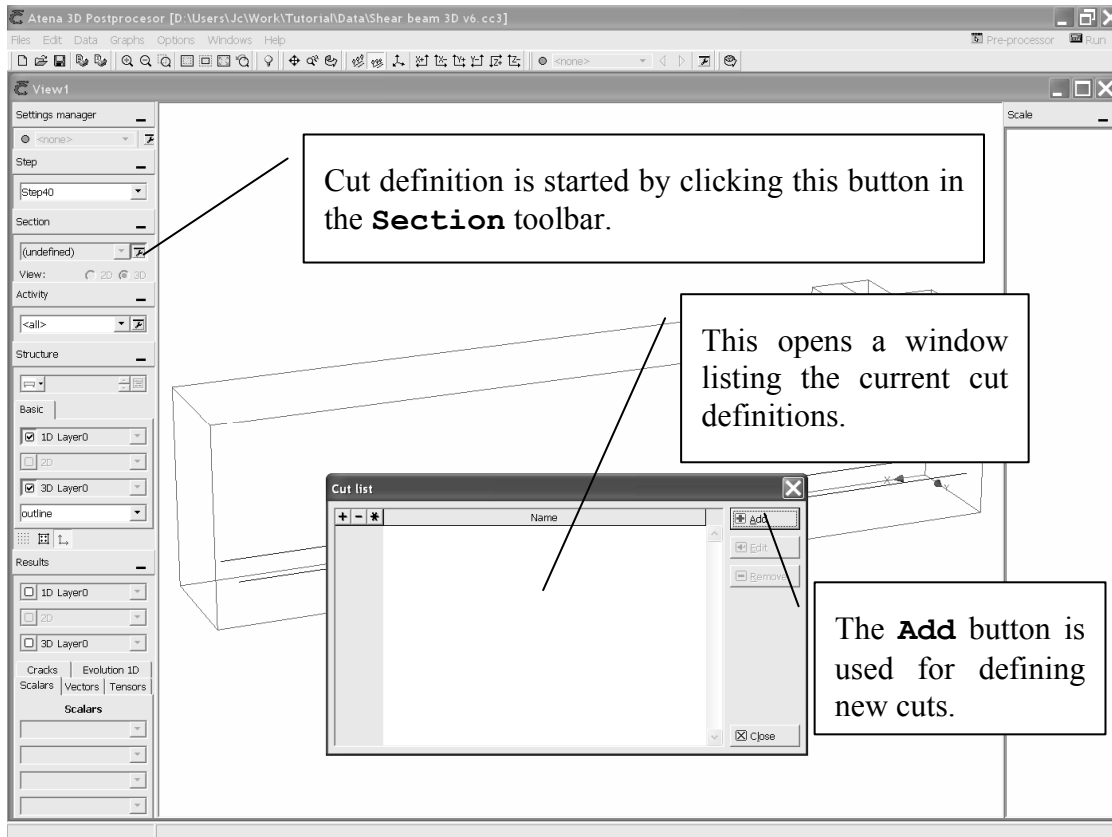 Atena 3D Postprocesor [D:\Users\Jc\Work\Tutorial\Data\Shear beam 3D v6.cc3]
Files Edit Data Graphs Options Windows Help
Pre-processor Run
<none>
View1
Settings manager
<none>
Step
Step40
Section
(undefined)
View: 2D 3D
Activity
<all>
Structure
Basic
1D Layer0
2D
3D Layer0
outline
Results
1D Layer0
2D
3D Layer0
Cracks Evolution 1D
Scalars Vectors Tensors
Scalars
Scale
Cut definition is started by clicking this button in
the Section toolbar.
This opens a window
listing the current cut
definitions.
X Y
Cut list
+ - * Name
Add
Edit
Remove
Close
The Add button is
used for defining
new cuts.